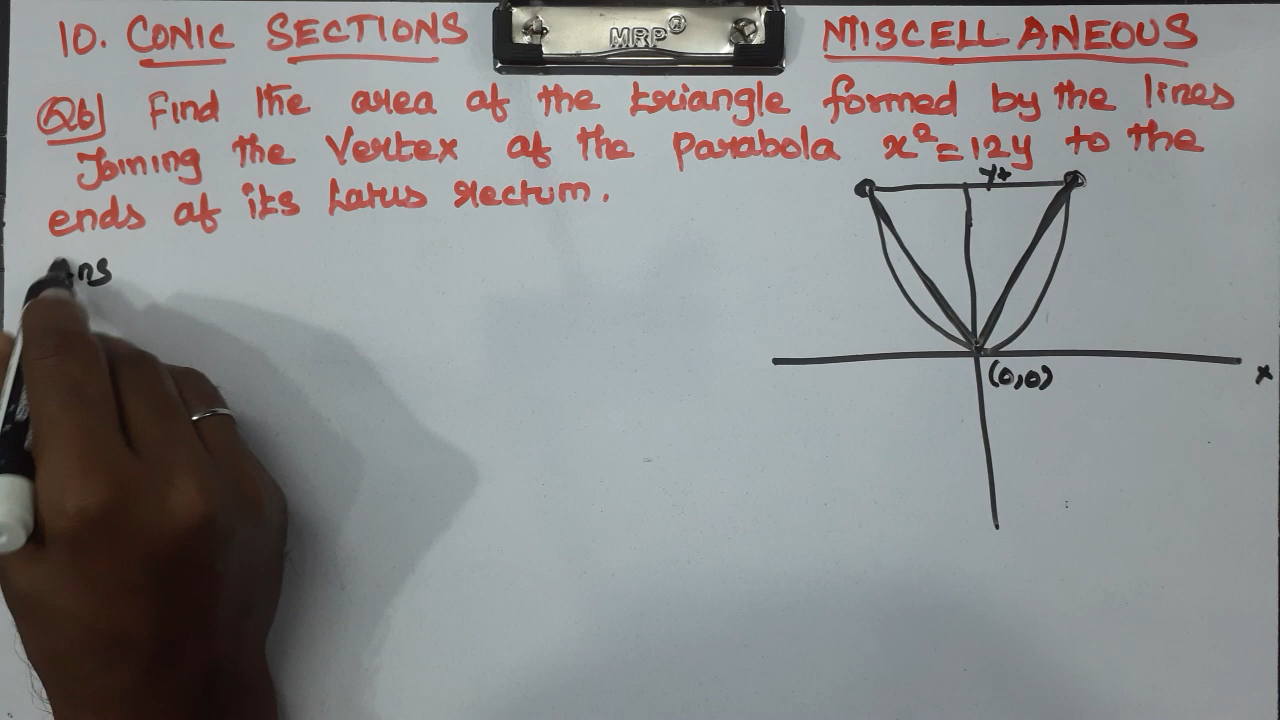 10. CONIC SECTIONS
MRP®
MISCELLANEOUS
Q6) Find the area of the triangle formed by the lines
Joining the Vertex of the parabola x²=12y to the
ends of its Latus rectum.
Ans
Y
(0,0)
x